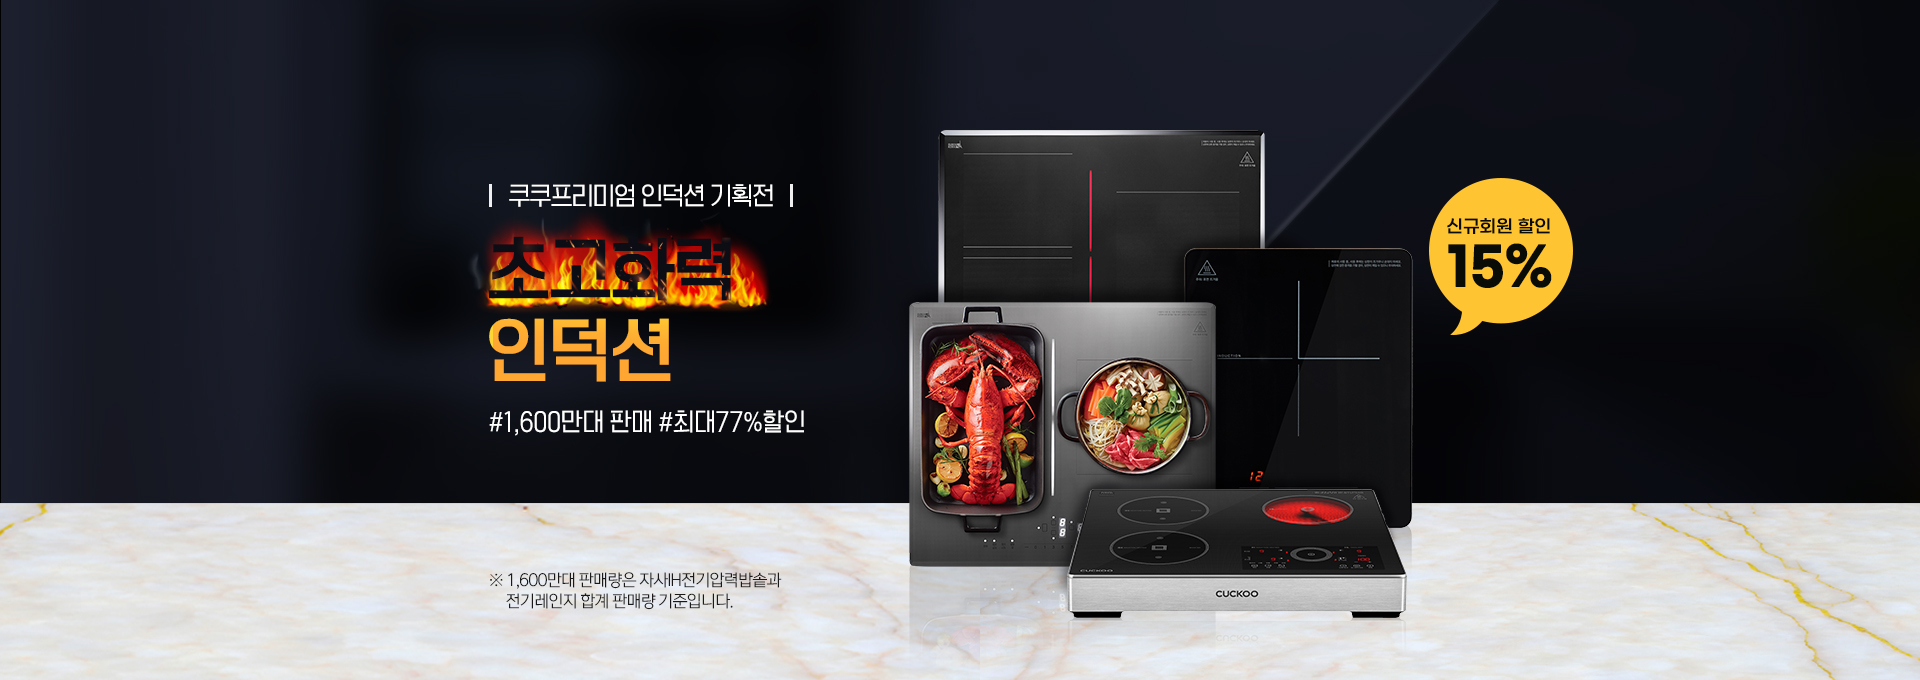 쿠쿠프리미엄 인덕션 기획전
초고화력
인덕션
#1,600만대 판매 #최대77%할인
※ 1,600만대 판매량은 자사IH전기압력밥솥과
전기레인지 합계 판매량 기준입니다.
신규회원 할인
15%
INDUCTION
12
88
CUCKOO
CUCKOO